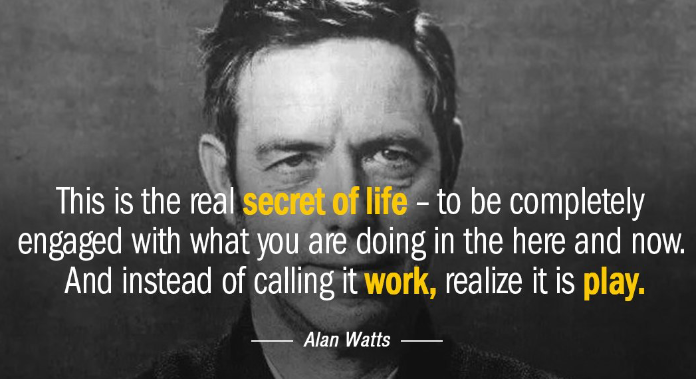 This is the real secret of life – to be completely
engaged with what you are doing in the here and now.
And instead of calling it work, realize it is play.
Alan Watts